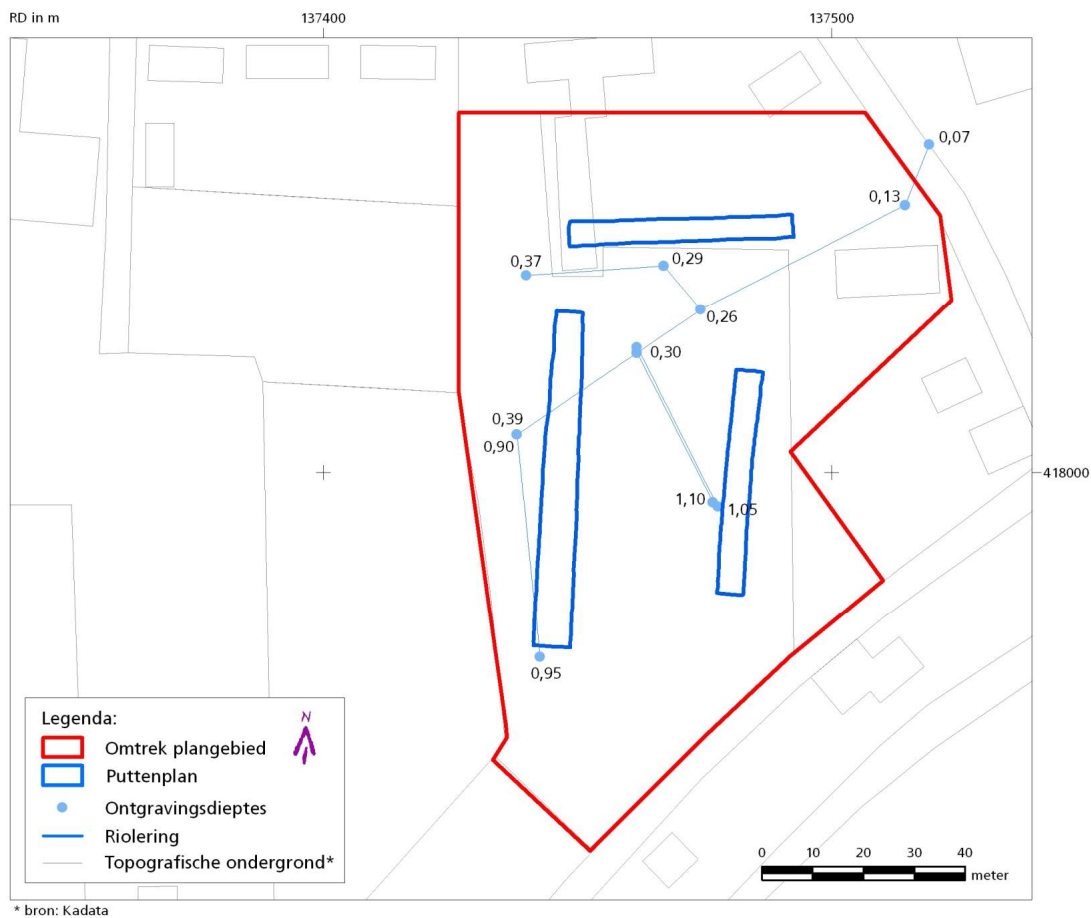 RD in m
137400
137500
0,07
0,13
0,37
0,29
0,26
0,30
0,39
0,90
418000
1,10
1,05
0,95
Legenda:
N
Omtrek plangebied
Puttenplan
Ontgravingsdieptes
Riolering
Topografische ondergrond*
0 10 20 30 40
meter
* bron: Kadata